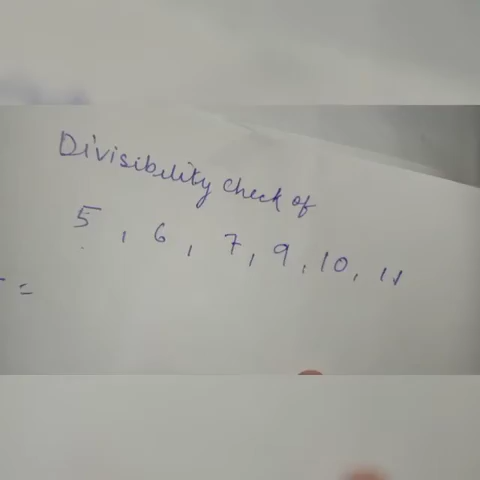 Divisibility check of
5, 6, 7, 9, 10, 11
=